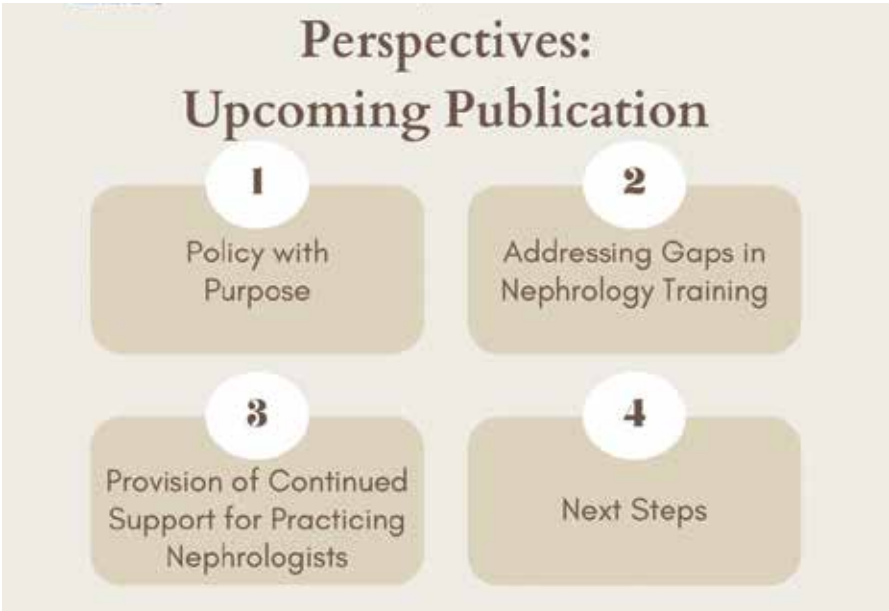 Perspectives:
Upcoming Publication
1
Policy with
Purpose
2
Addressing Gaps in
Nephrology Training
3
Provision of Continued
Support for Practicing
Nephrologists
4
Next Steps